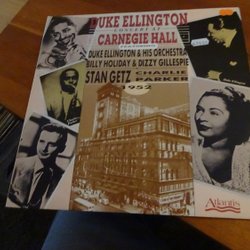 DUKE ELLINGTON
CONCERT AT
CARNEGIE HALL
DUKE ELLINGTON & HIS ORCHESTRA
BILLY HOLIDAY & DIZZY GILLESPIE
STAN GETZ CHARLIE PARKER
1952
Atlantis